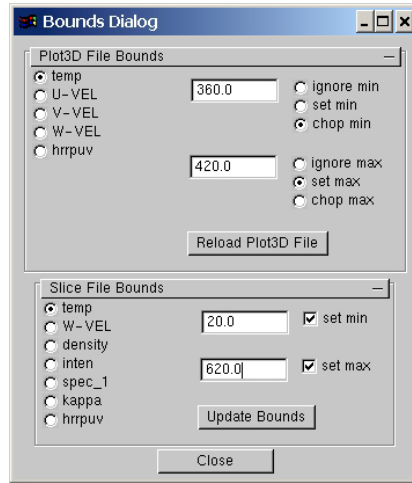 Bounds Dialog
Plot3D File Bounds
temp
U-VEL
V-VEL
W-VEL
hrrpuv
360.0
ignore min
set min
chop min
420.0
ignore max
set max
chop max
Reload Plot3D File
Slice File Bounds
temp
W-VEL
density
inten
spec_1
kappa
hrrpuv
20.0
set min
620.0
set max
Update Bounds
Close